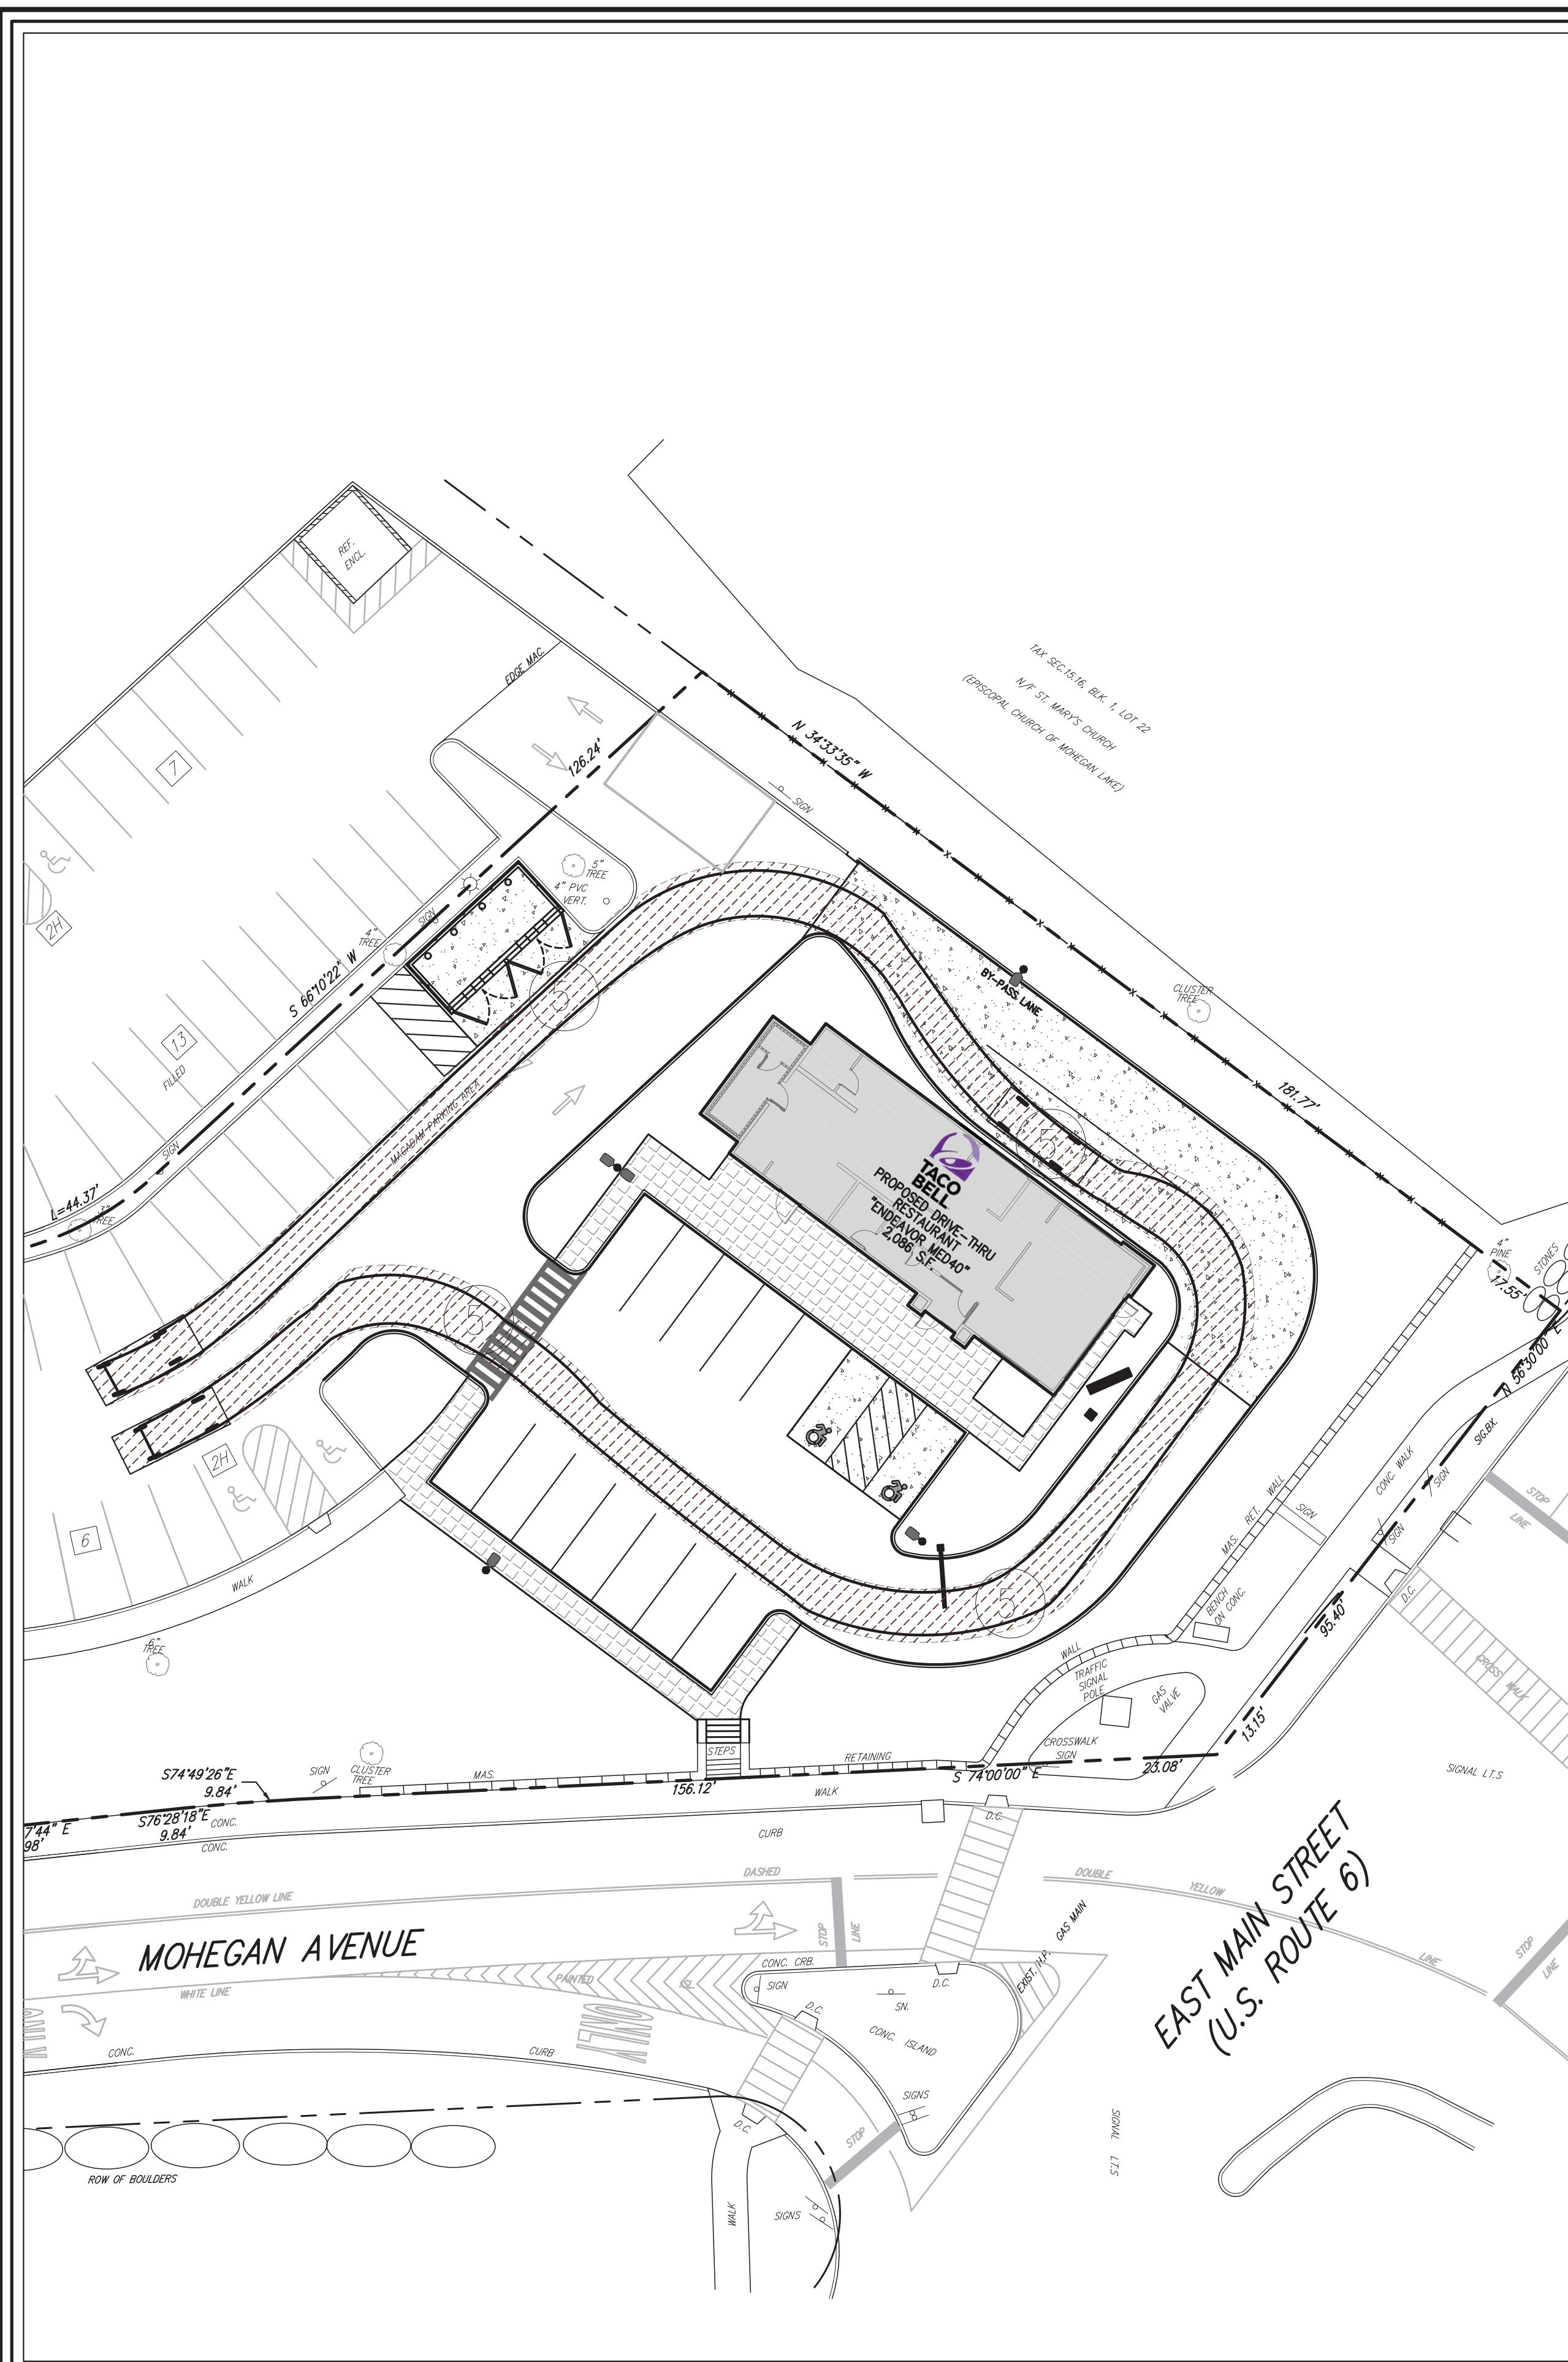 REF.
ENCL.
EDGE MAC.
7
2H
TAX SEC.15.16, BLK. 1, LOT 22
N/F ST. MARY'S CHURCH
(EPISCOPAL CHURCH OF MOHEGAN LAKE)
N 34°33'35" W
126.24'
SIGN
5"
TREE
4" PVC
VERT.
SIGN
4"
TREE
S 66°10'22" W
13
FILLED
SIGN
L=44.37'
TREE
MACADAM PARKING AREA
BY-PASS LANE
CLUSTER
TREE
181.77'
TACO
BELL
PROPOSED DRIVE-THRU
RESTAURANT
"ENDEAVOR MED40"
2,086 S.F.
4"
PINE
STONES
17.55'
N 56°30'00" E
SIG.BX.
CONC. WALK
SIGN
SIGN
SIGN
MAS. RET. WALL
STOP
LINE
2H
6
WALK
6"
TREE
BENCH
ON CONC.
D.C.
95.40'
CROSS WALK
WALL
TRAFFIC
SIGNAL
POLE
GAS
VALVE
13.15'
CROSSWALK
SIGN
23.08'
S 74°00'00" E
SIGNAL LT.S
STEPS
RETAINING
S74°49'26"E
9.84'
SIGN
CLUSTER
TREE
MAS.
156.12'
WALK
D.C.
7'44" E
98'
S76°28'18"E
9.84'
CONC.
CONC.
CURB
DASHED
DOUBLE
YELLOW
LINE
DOUBLE YELLOW LINE
MOHEGAN AVENUE
STOP
LINE
EXIST. H.P. GAS MAIN
EAST MAIN STREET
(U.S. ROUTE 6)
STOP
LINE
WHITE LINE
PAINTED
ISL.
CONC. CRB.
SIGN
D.C.
SN.
D.C.
CONC. ISLAND
ONLY
CONC.
CURB
SIGNS
D.C.
STOP
SIGNAL LT.S
ROW OF BOULDERS
WALK
SIGNS